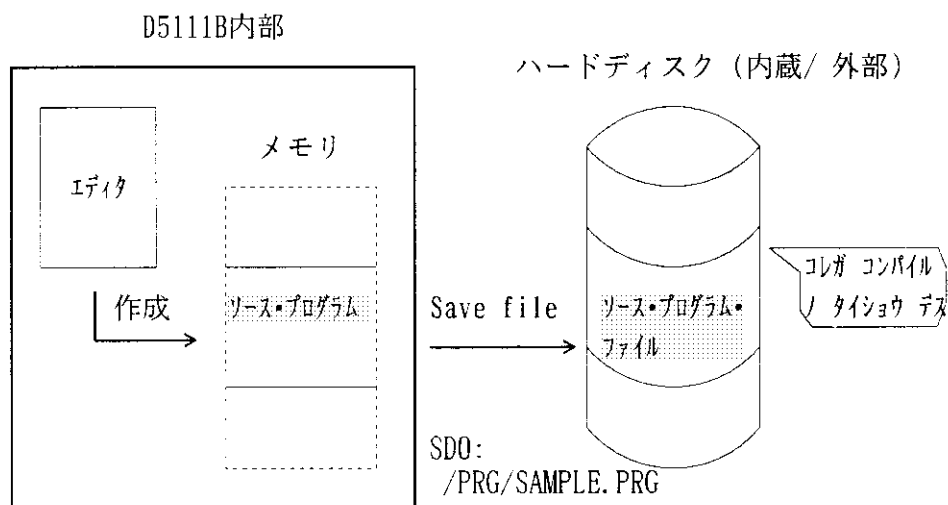 D5111B内部
ハードディスク (内蔵/ 外部)
エディタ
メモリ
作成
ソース・プログラム
Save file
ソース・プログラム・
ファイル
コレガ コンパイル
ノ タイショウ デス
SD0:
/PRG/SAMPLE.PRG